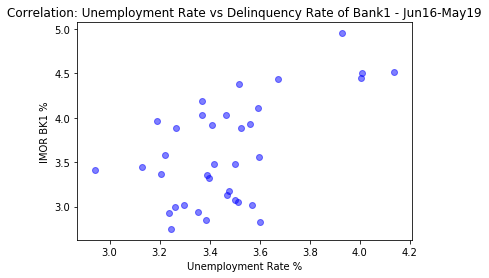 Correlation: Unemployment Rate vs Delinquency Rate of Bank1 - Jun16-May19
5.0
4.5
4.0
3.5
3.0
IMOR BK1 %
3.0 3.2 3.4 3.6 3.8 4.0 4.2
Unemployment Rate %